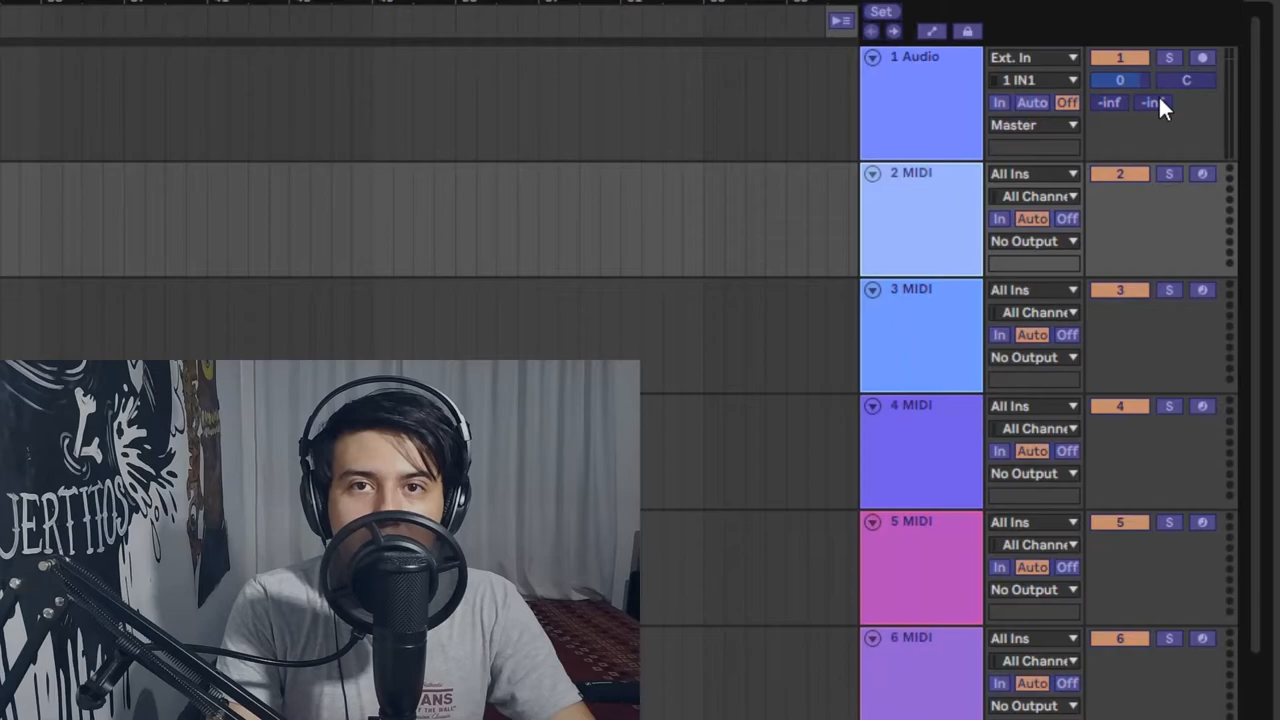 Set
1 Audio Ext. In 1 S
1 IN1 0 C
In Auto Off -inf
Master
2 MIDI All Ins 2 S
All Channe
In Auto Off
No Output
3 MIDI All Ins 3 S
All Channe
In Auto Off
No Output
4 MIDI All Ins 4 S
All Channe
In Auto Off
No Output
5 MIDI All Ins 5 S
All Channe
In Auto Off
No Output
6 MIDI All Ins 6 S
All Channe
In Auto Off
No Output
UERTITOS